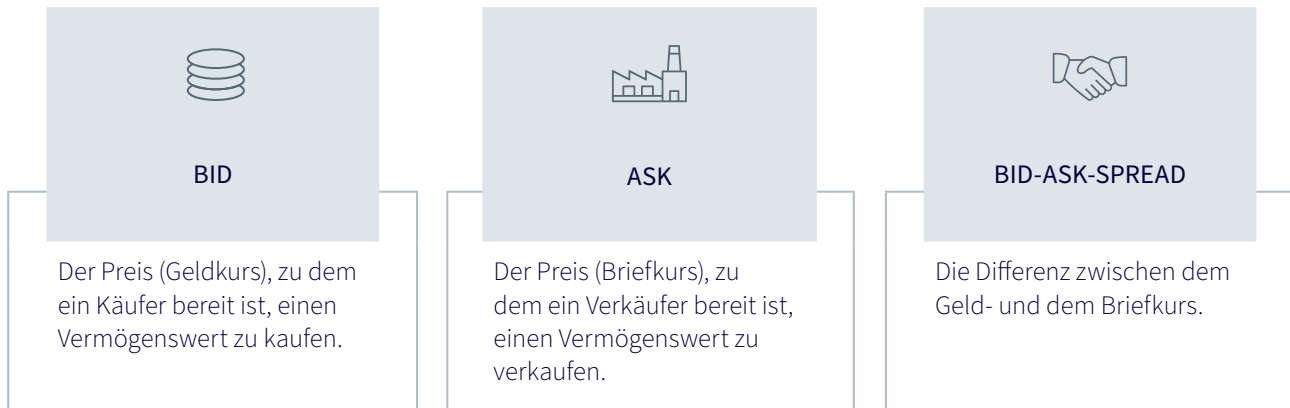 BID
Der Preis (Geldkurs), zu dem
ein Käufer bereit ist, einen
Vermögenswert zu kaufen.
ASK
Der Preis (Briefkurs), zu
dem ein Verkäufer bereit ist,
einen Vermögenswert zu
verkaufen.
BID-ASK-SPREAD
Die Differenz zwischen dem
Geld- und dem Briefkurs.